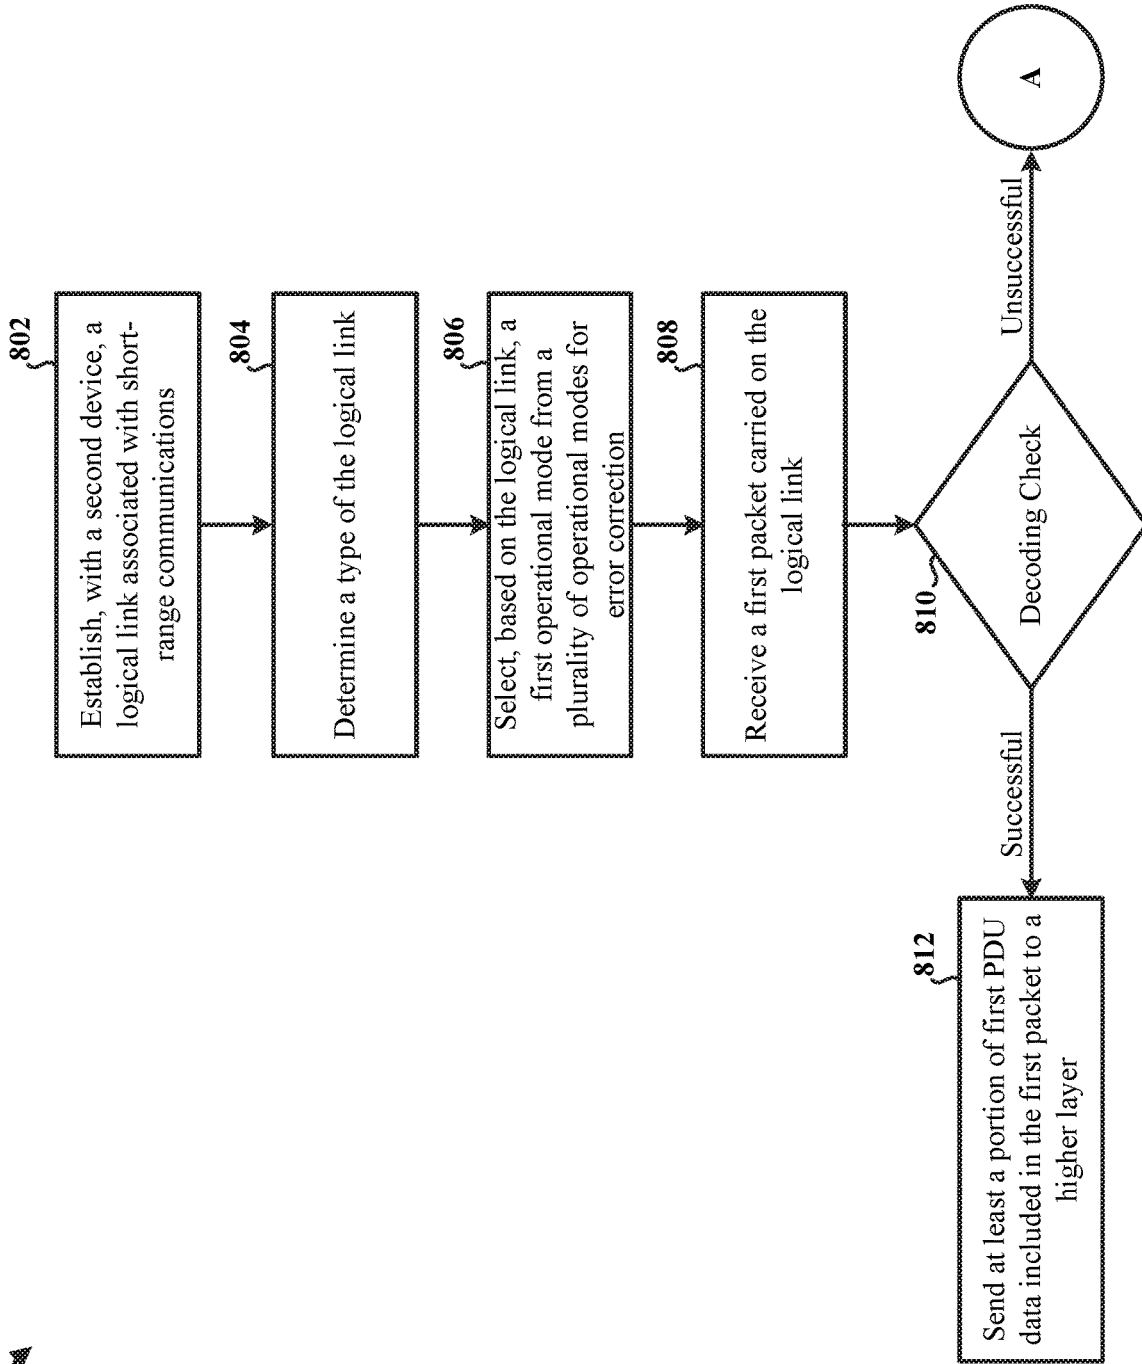 802
Establish, with a second device, a
logical link associated with short-
range communications
804
Determine a type of the logical link
806
Select, based on the logical link, a
first operational mode from a
plurality of operational modes for
error correction
808
Receive a first packet carried on the
logical link
810
Decoding Check
Successful
Unsuccessful
812
Send at least a portion of first PDU
data included in the first packet to a
higher layer
A